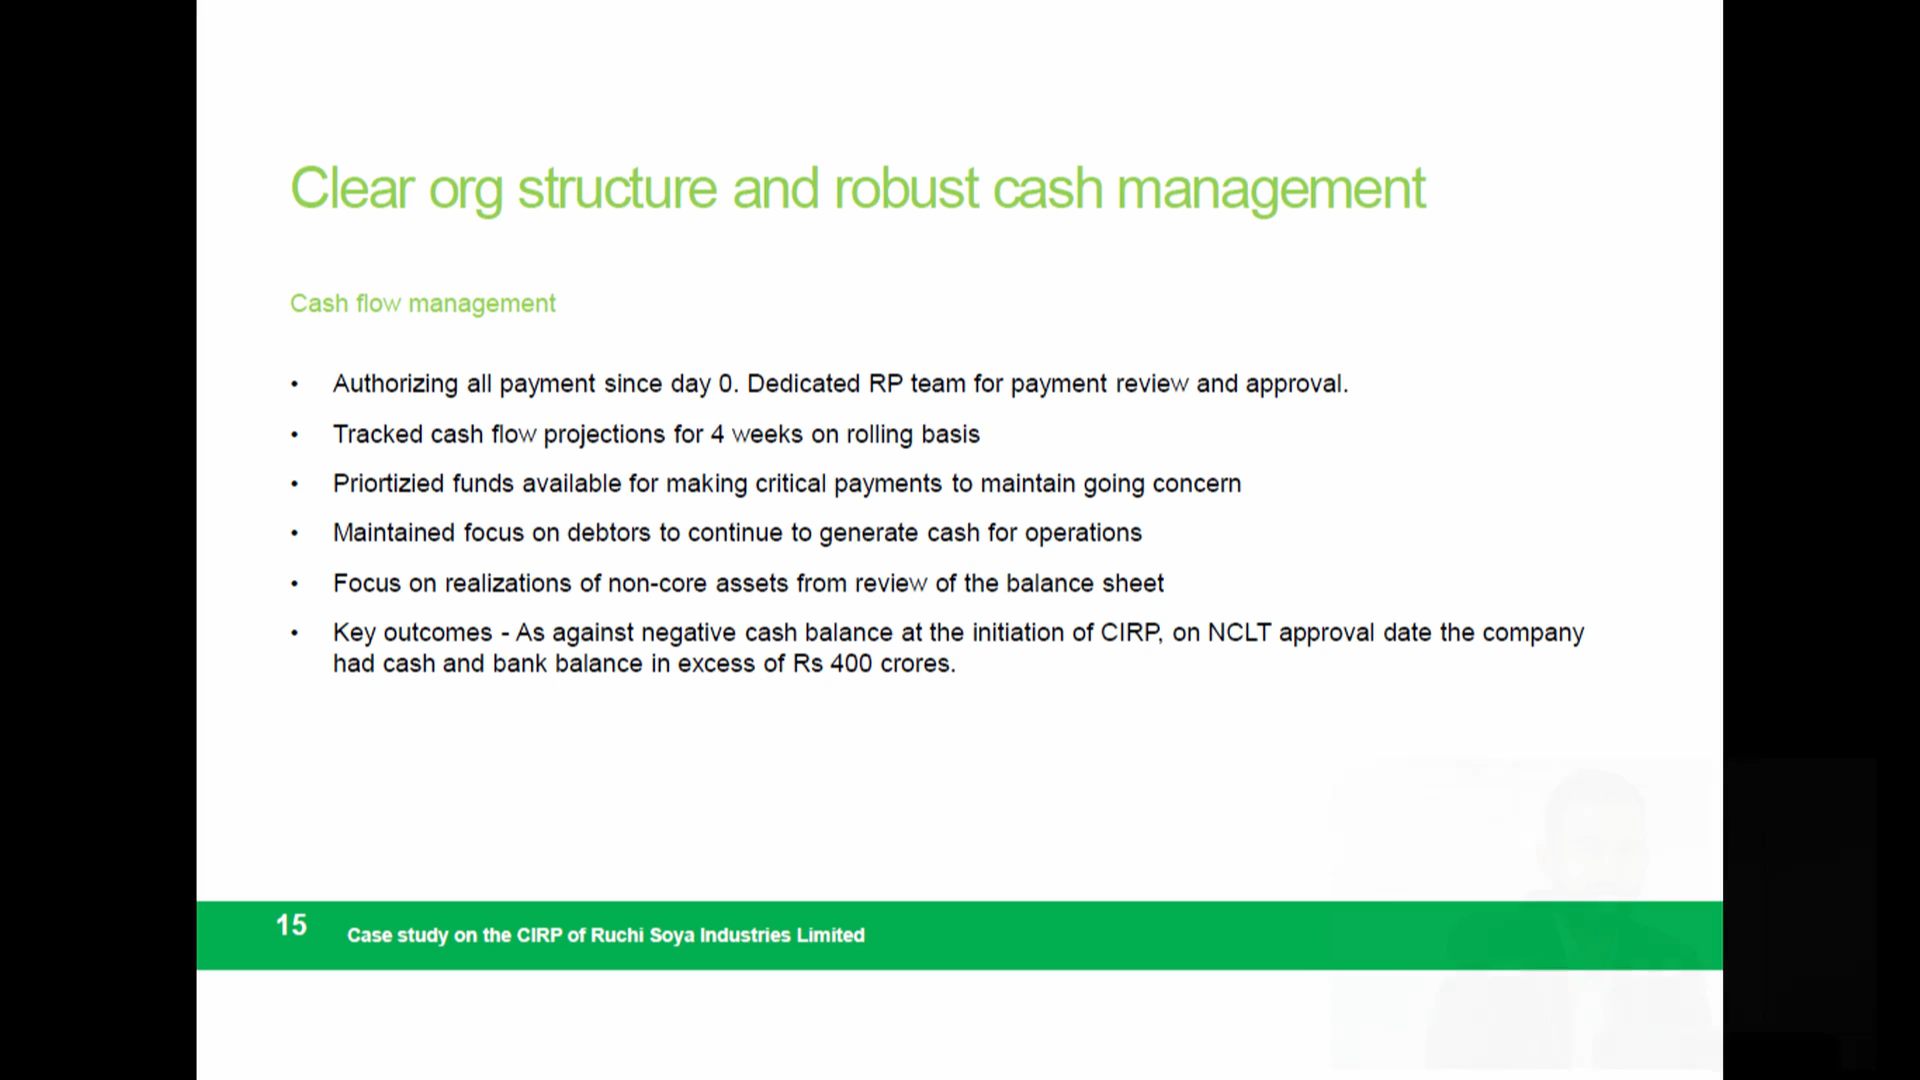 Clear org structure and robust cash management
Cash flow management
• Authorizing all payment since day 0. Dedicated RP team for payment review and approval.
• Tracked cash flow projections for 4 weeks on rolling basis
• Priortizied funds available for making critical payments to maintain going concern
• Maintained focus on debtors to continue to generate cash for operations
• Focus on realizations of non-core assets from review of the balance sheet
• Key outcomes - As against negative cash balance at the initiation of CIRP, on NCLT approval date the company
had cash and bank balance in excess of Rs 400 crores.
15 Case study on the CIRP of Ruchi Soya Industries Limited